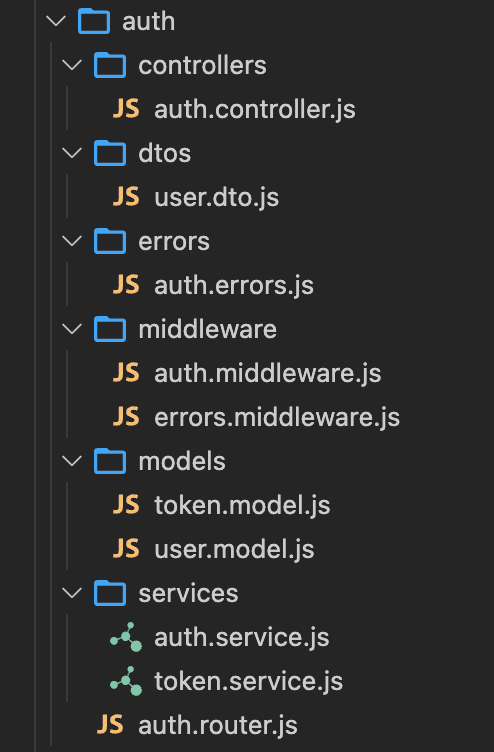 auth
controllers
JS auth.controller.js
dtos
JS user.dto.js
errors
JS auth.errors.js
middleware
JS auth.middleware.js
JS errors.middleware.js
models
JS token.model.js
JS user.model.js
services
auth.service.js
token.service.js
JS auth.router.js